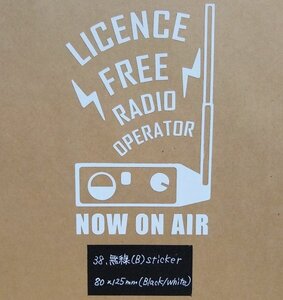 LICENCE
FREE
RADIO
OPERATOR
NOW ON AIR
38.無線(B)sticker
80×125mm(Black/white)